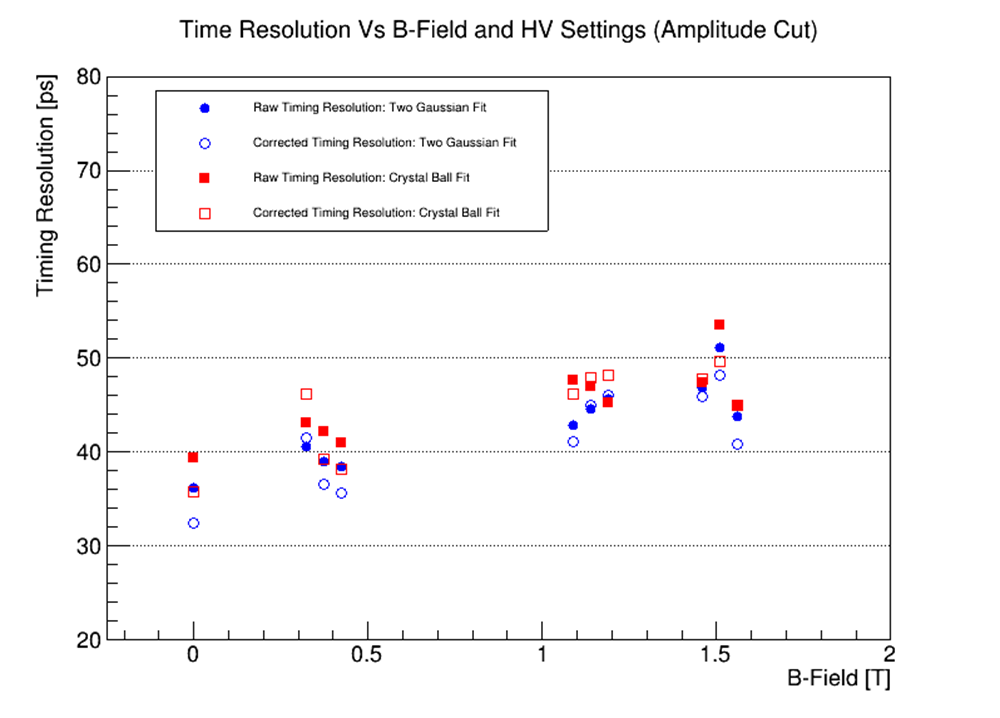 Time Resolution Vs B-Field and HV Settings (Amplitude Cut)
Timing Resolution [ps]
80
70
60
50
40
30
20
Raw Timing Resolution: Two Gaussian Fit
Corrected Timing Resolution: Two Gaussian Fit
Raw Timing Resolution: Crystal Ball Fit
Corrected Timing Resolution: Crystal Ball Fit
0 0.5 1 1.5 2
B-Field [T]